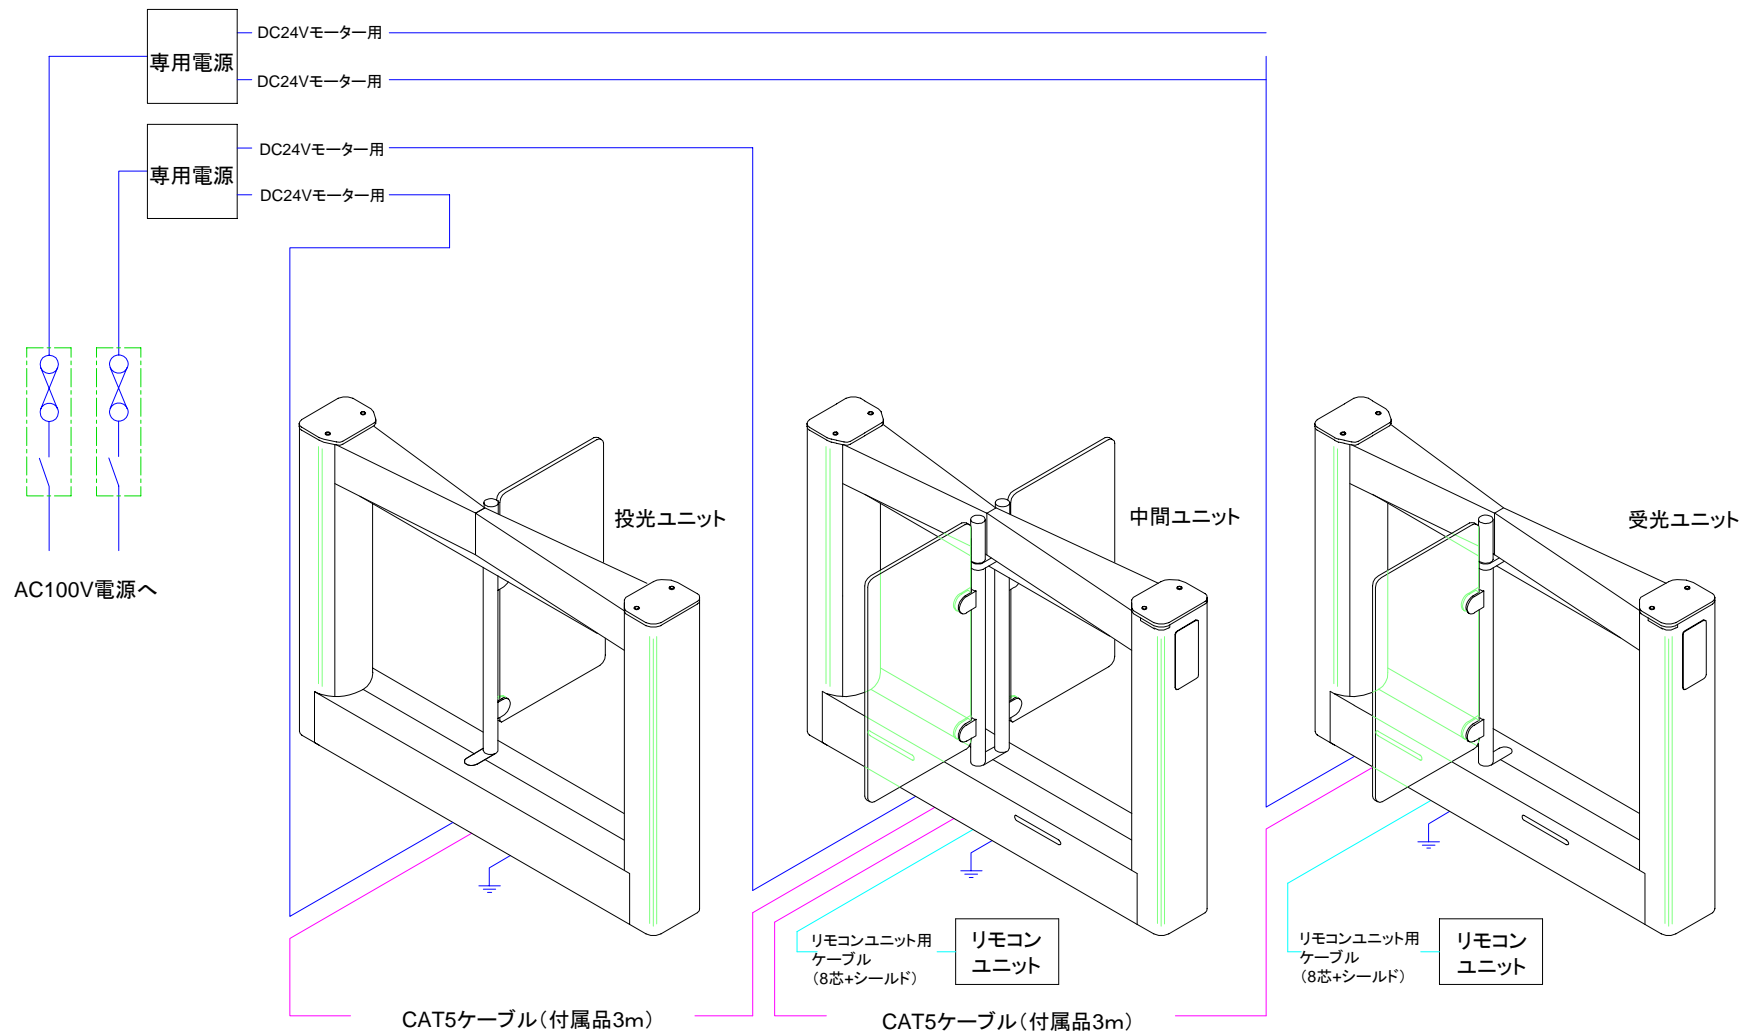 DC24Vモーター用
専用電源
DC24Vモーター用
DC24Vモーター用
専用電源
DC24Vモーター用
投光ユニット
中間ユニット
受光ユニット
AC100V電源へ
リモコンユニット用
ケーブル
（8芯+シールド）
リモコン
ユニット
リモコンユニット用
ケーブル
（8芯+シールド）
リモコン
ユニット
CAT5ケーブル（付属品3m）
CAT5ケーブル（付属品3m）